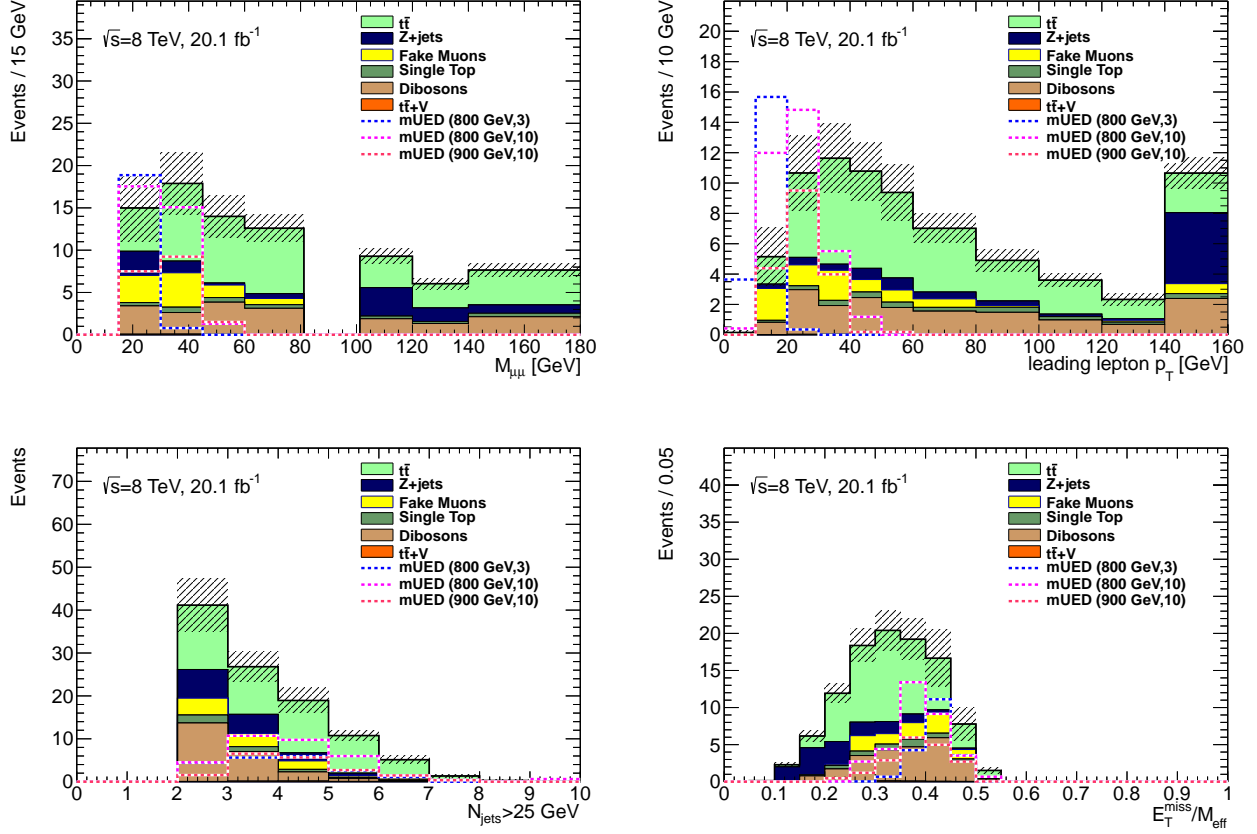 Events / 15 GeV
35
30
25
20
15
10
5
0
√s=8 TeV, 20.1 fb⁻¹
tt̄
Z+jets
Fake Muons
Single Top
Dibosons
tt̄+V
mUED (800 GeV,3)
mUED (800 GeV,10)
mUED (900 GeV,10)
0 20 40 60 80 100 120 140 160 180
M_μμ [GeV]
Events / 10 GeV
22
20
18
16
14
12
10
8
6
4
2
0
√s=8 TeV, 20.1 fb⁻¹
tt̄
Z+jets
Fake Muons
Single Top
Dibosons
tt̄+V
mUED (800 GeV,3)
mUED (800 GeV,10)
mUED (900 GeV,10)
0 20 40 60 80 100 120 140 160
leading lepton p_T [GeV]
Events
70
60
50
40
30
20
10
0
√s=8 TeV, 20.1 fb⁻¹
tt̄
Z+jets
Fake Muons
Single Top
Dibosons
tt̄+V
mUED (800 GeV,3)
mUED (800 GeV,10)
mUED (900 GeV,10)
0 1 2 3 4 5 6 7 8 9 10
N_jets>25 GeV
Events / 0.05
40
35
30
25
20
15
10
5
0
√s=8 TeV, 20.1 fb⁻¹
tt̄
Z+jets
Fake Muons
Single Top
Dibosons
tt̄+V
mUED (800 GeV,3)
mUED (800 GeV,10)
mUED (900 GeV,10)
0 0.1 0.2 0.3 0.4 0.5 0.6 0.7 0.8 0.9 1
E_T^miss/M_eff